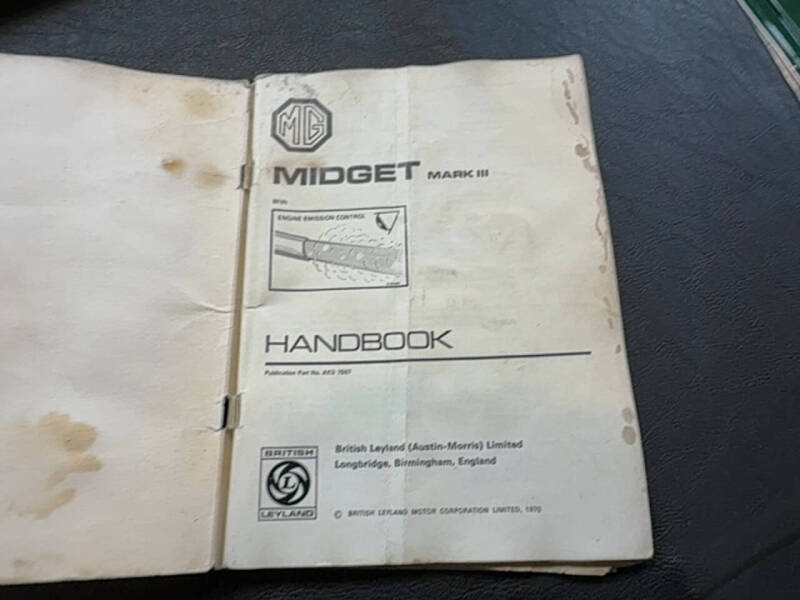 MG
MIDGET MARK III
With
ENGINE EMISSION CONTROL
HANDBOOK
Publication Part No. AKD
BRITISH
L
LEYLAND
British Leyland (Austin-Morris) Limited
Longbridge, Birmingham, England
© BRITISH LEYLAND MOTOR CORPORATION LIMITED, 1970